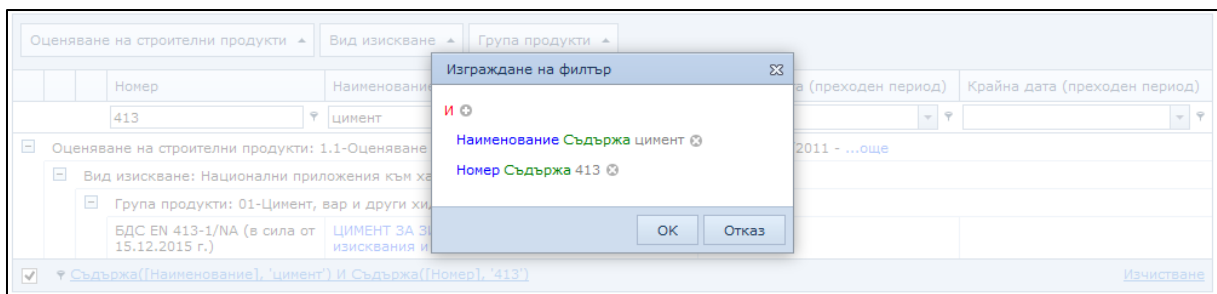 Оценяване на строителни продукти Вид изискване Група продукти
Изграждане на филтър
Номер Наименование а (преходен период) Крайна дата (преходен период)
413 цимент
И
Наименование Съдържа цимент
Номер Съдържа 413
Оценяване на строителни продукти: 1.1-Оценяване 2011 - ...още
Вид изискване: Национални приложения към ха
Група продукти: 01-Цимент, вар и други хи
БДС EN 413-1/NA (в сила от ЦИМЕНТ ЗА ЗИ
15.12.2015 г.) изисквания и
OK Отказ
Съдържа([Наименование], 'цимент') И Съдържа([Номер], '413') Изчистване